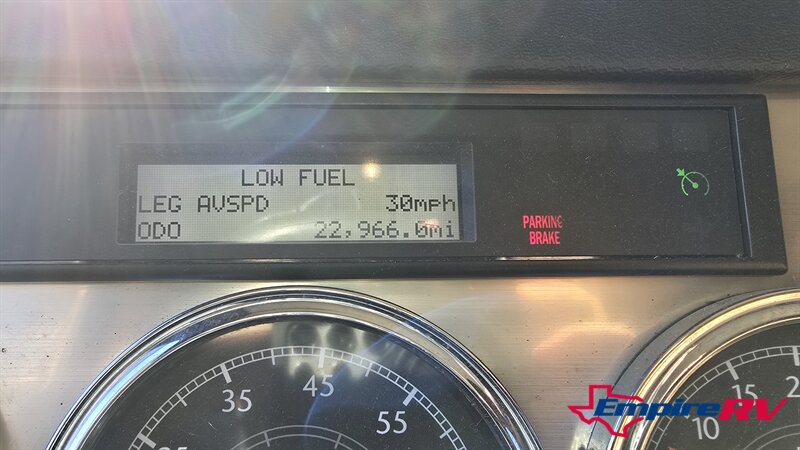 LOW FUEL
LEG AVSPD 30mph
ODO 22,966.0mi
PARKING
BRAKE
35 45 55
10 15
EmpireRV